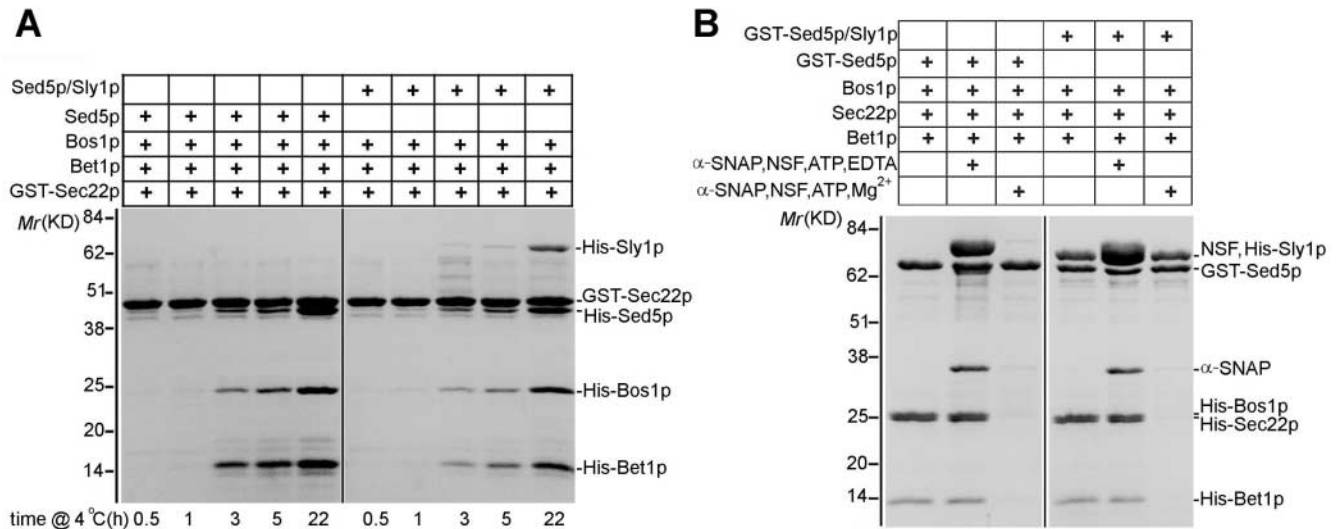 A
Sed5p/Sly1p + + + + +
Sed5p + + + + +
Bos1p + + + + + + + + + +
Bet1p + + + + + + + + + +
GST-Sec22p + + + + + + + + + +
Mr(KD)
84
62
51
38
25
20
14
His-Sly1p
GST-Sec22p
His-Sed5p
His-Bos1p
His-Bet1p
time @ 4 °C(h) 0.5 1 3 5 22 0.5 1 3 5 22
B
GST-Sed5p/Sly1p + + +
GST-Sed5p + + +
Bos1p + + + + + +
Sec22p + + + + + +
Bet1p + + + + + +
α-SNAP,NSF,ATP,EDTA + +
α-SNAP,NSF,ATP,Mg²⁺ + +
Mr(KD)
84
62
51
38
25
20
14
NSF,His-Sly1p
GST-Sed5p
α-SNAP
His-Bos1p
His-Sec22p
His-Bet1p